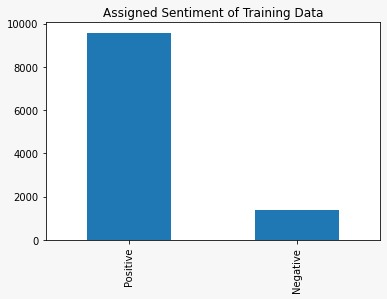 Assigned Sentiment of Training Data
10000
8000
6000
4000
2000
0
Positive
Negative